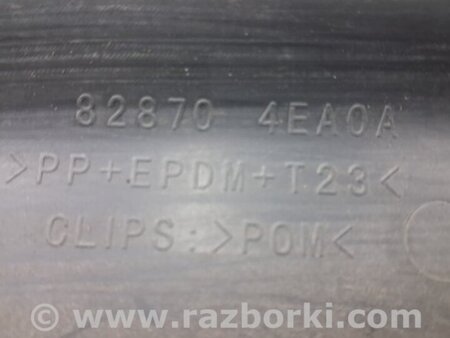 82870 4EA0A
>PP+EPDM+T23<
CLIPS:>POM<
© www.razborki.com